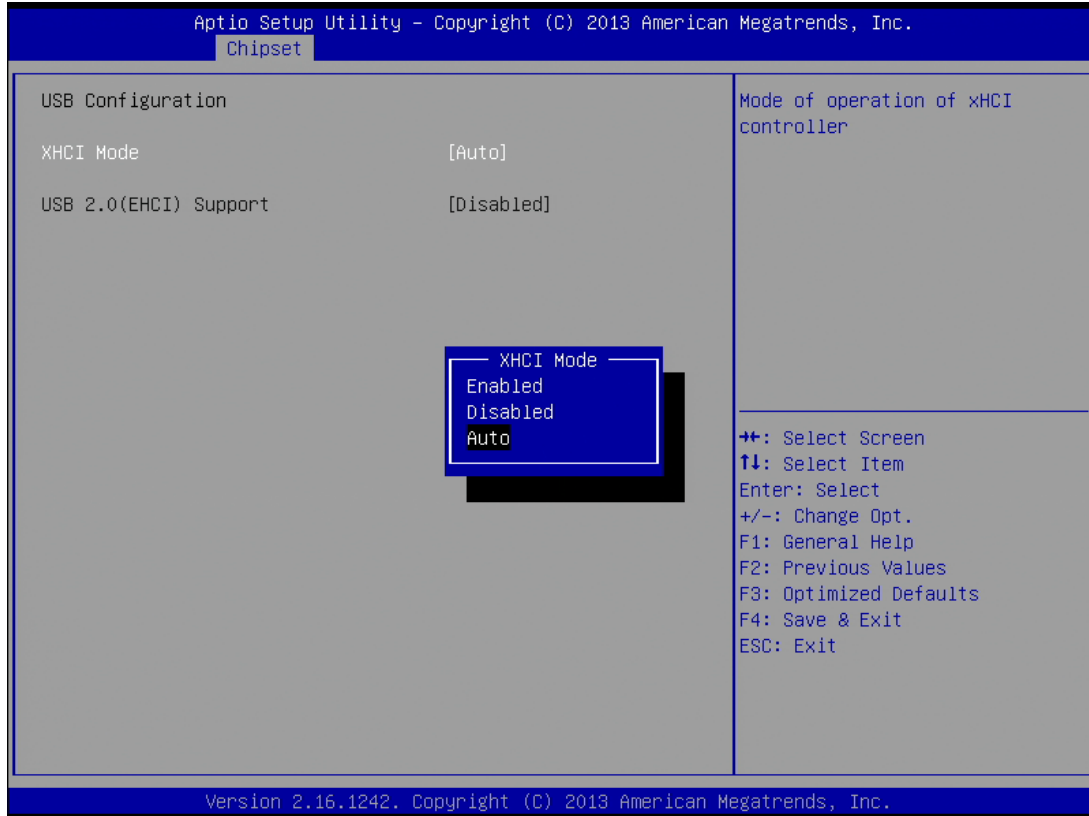 Aptio Setup Utility – Copyright (C) 2013 American Megatrends, Inc.
Chipset
USB Configuration
XHCI Mode [Auto]
USB 2.0(EHCI) Support [Disabled]
XHCI Mode
Enabled
Disabled
Auto
Mode of operation of xHCI
controller
→←: Select Screen
↑↓: Select Item
Enter: Select
+/-: Change Opt.
F1: General Help
F2: Previous Values
F3: Optimized Defaults
F4: Save & Exit
ESC: Exit
Version 2.16.1242. Copyright (C) 2013 American Megatrends, Inc.